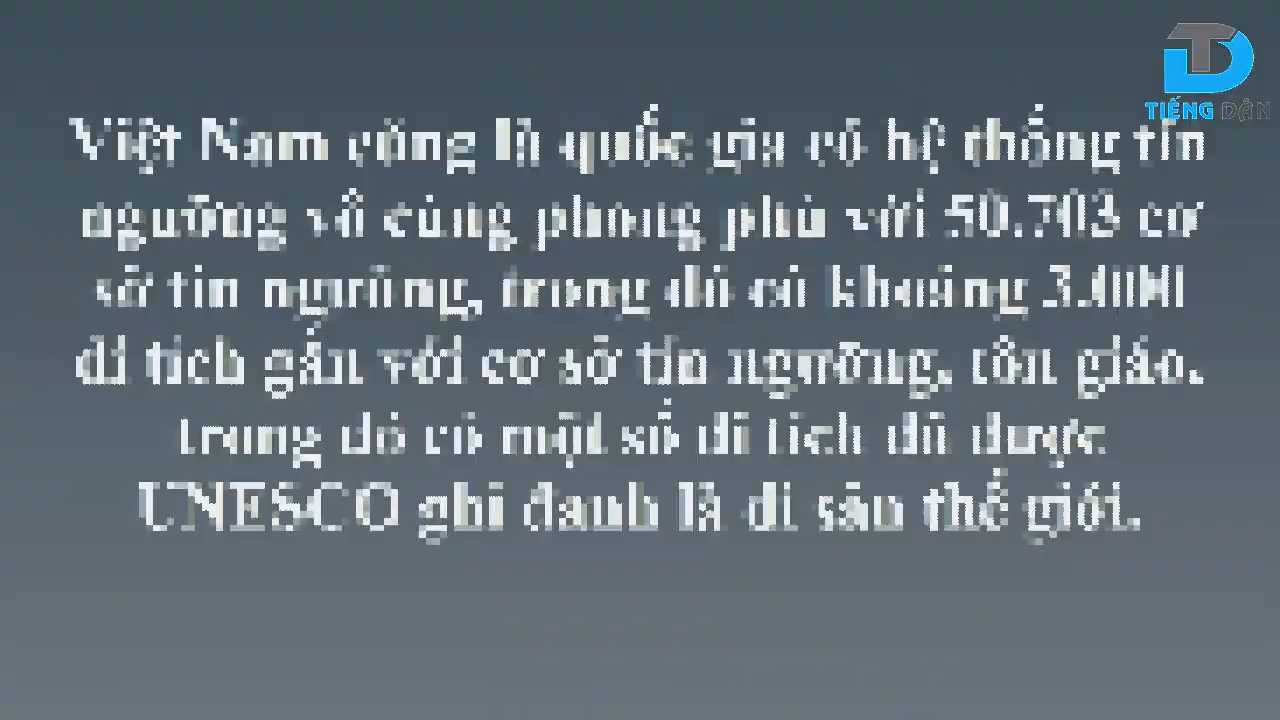 TIẾNG DÂN
Việt Nam cũng là quốc gia có hệ thống tín
ngưỡng vô cùng phong phú với 50.703 cơ
sở tín ngưỡng, trong đó có khoảng 3.000
di tích gắn với cơ sở tín ngưỡng, tôn giáo,
trong đó có một số di tích đã được
UNESCO ghi danh là di sản thế giới.